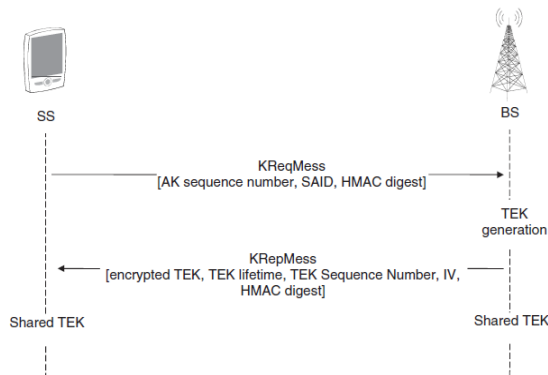 SS
BS
KReqMess
[AK sequence number, SAID, HMAC digest]
TEK
generation
KRepMess
[encrypted TEK, TEK lifetime, TEK Sequence Number, IV,
HMAC digest]
Shared TEK
Shared TEK